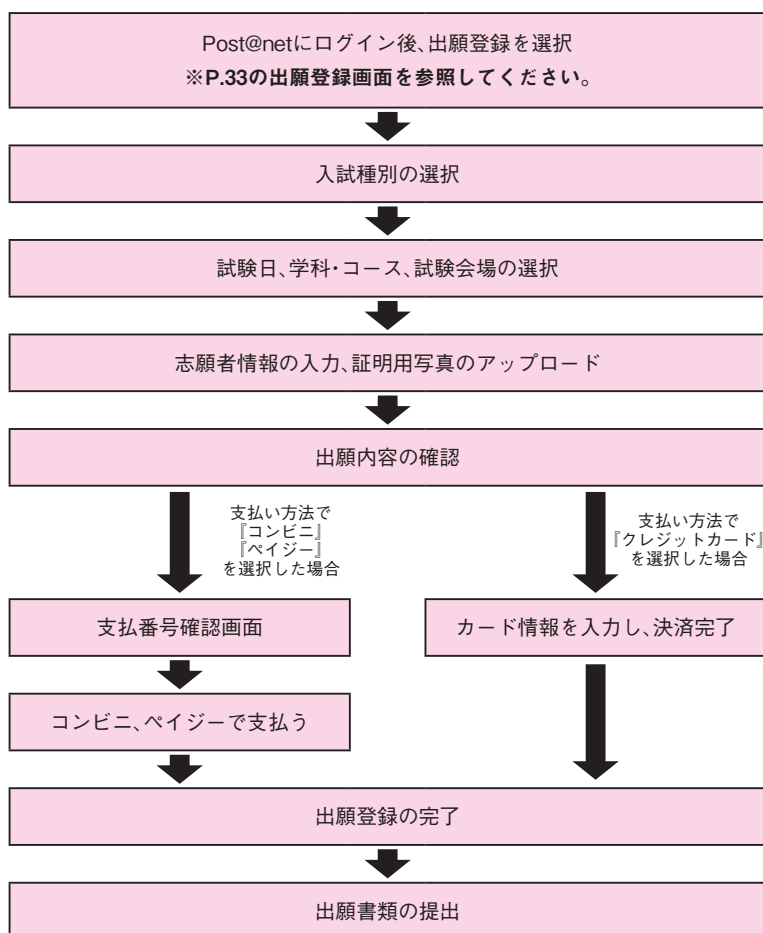 Post@netにログイン後、出願登録を選択
※P.33の出願登録画面を参照してください。
入試種別の選択
試験日、学科・コース、試験会場の選択
志願者情報の入力、証明用写真のアップロード
出願内容の確認
支払い方法で
『コンビニ』
『ペイジー』
を選択した場合
支払い方法で
『クレジットカード』
を選択した場合
支払番号確認画面
カード情報を入力し、決済完了
コンビニ、ペイジーで支払う
出願登録の完了
出願書類の提出